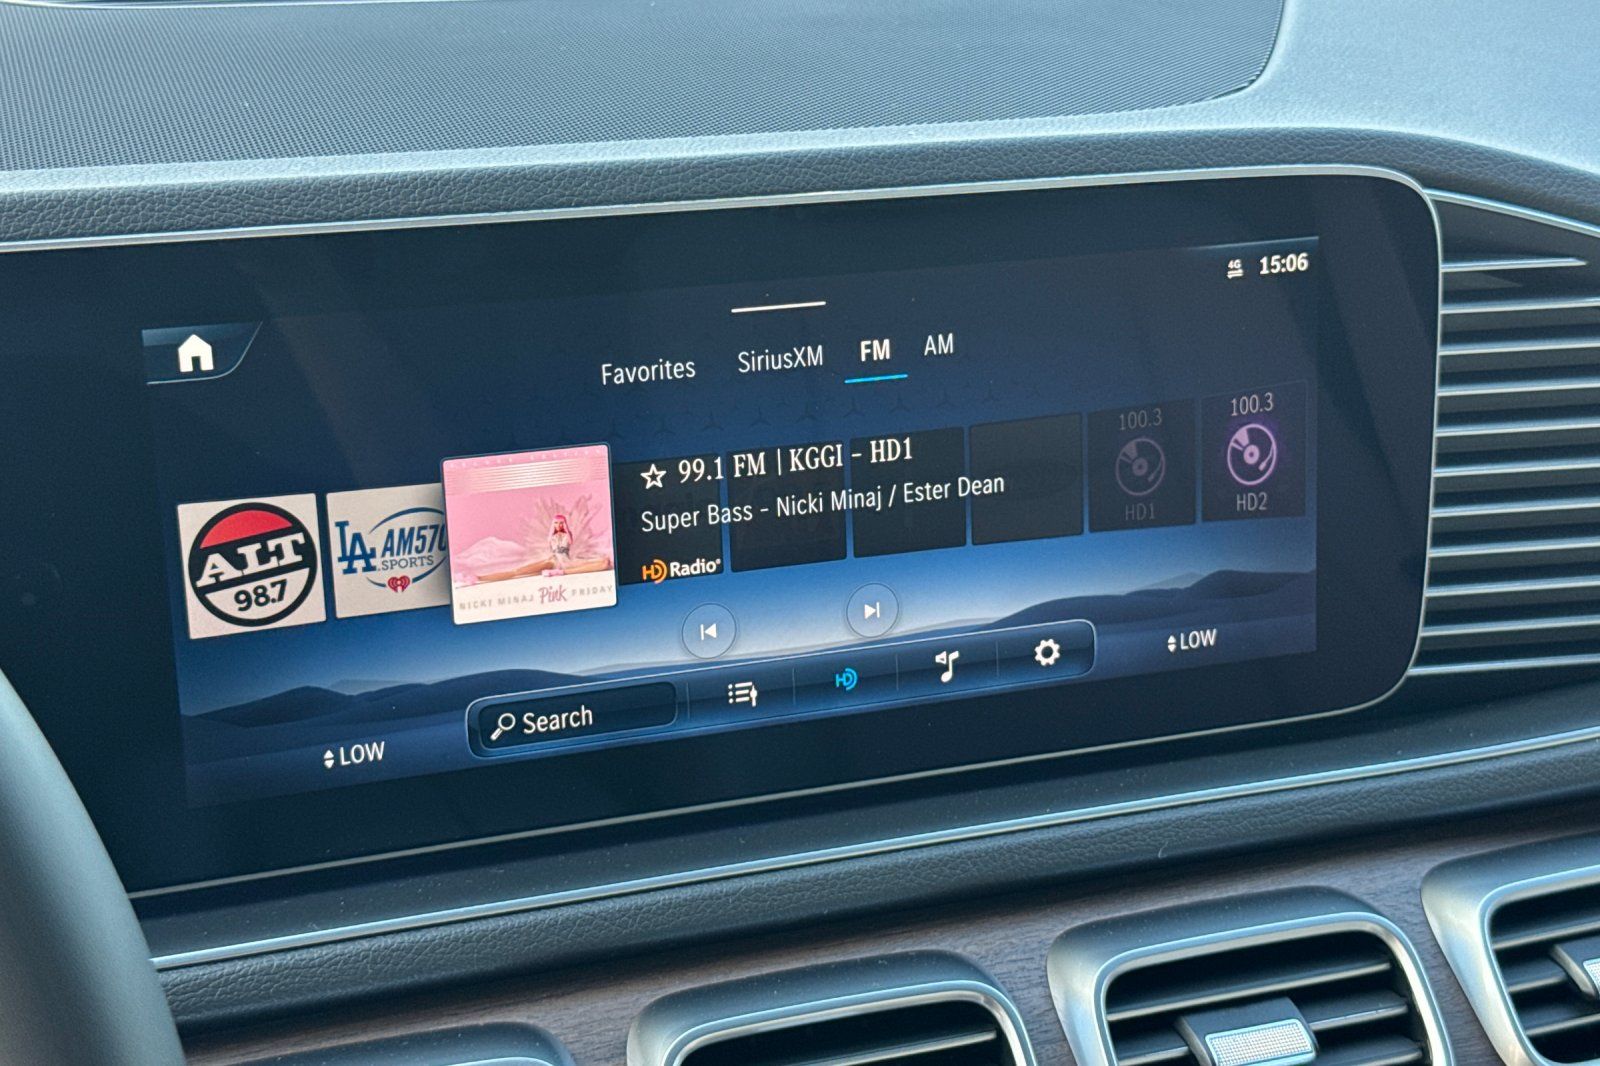 4G 15:06
Favorites SiriusXM FM AM
100.3
HD1
100.3
HD2
ALT
98.7
LA AM570
.SPORTS
NICKI MINAJ Pink FRIDAY
99.1 FM | KGGI - HD1
Super Bass - Nicki Minaj / Ester Dean
HD Radio®
Search
HD
LOW
LOW